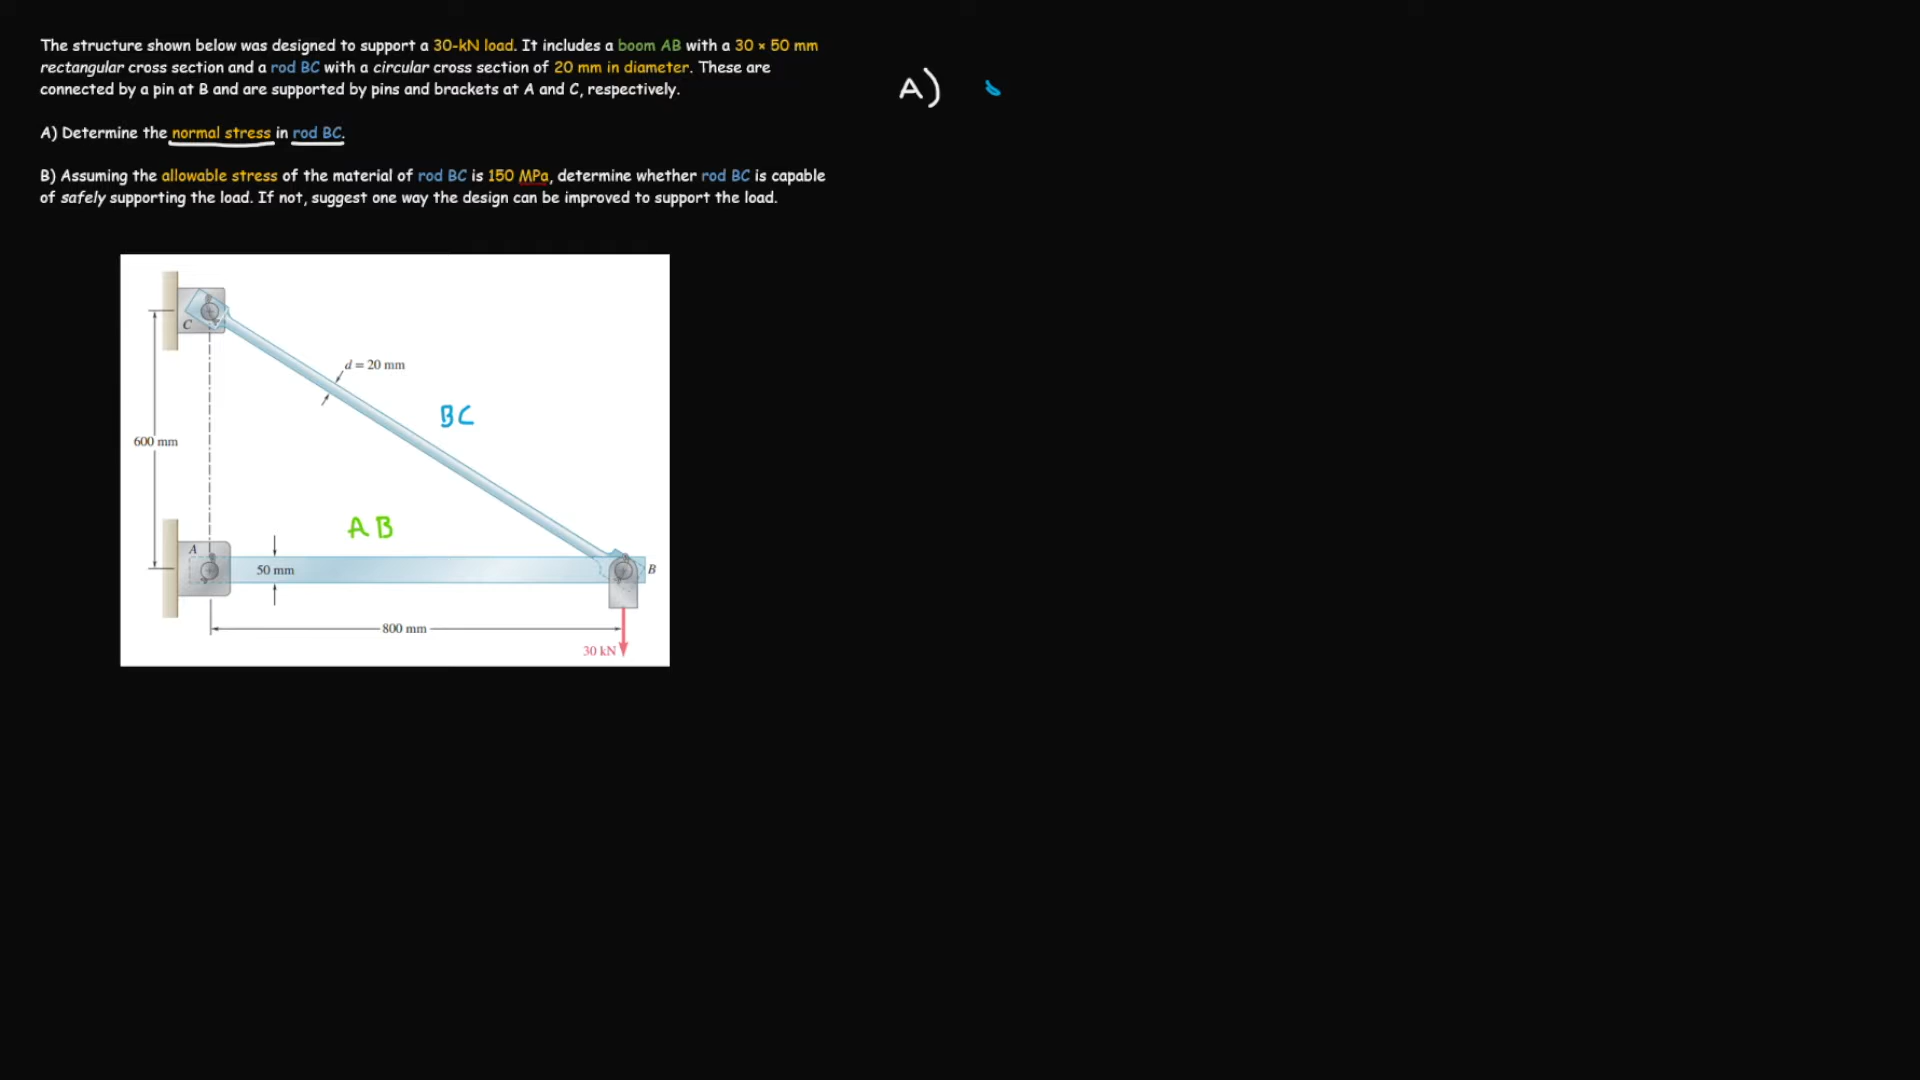 The structure shown below was designed to support a 30-kN load. It includes a boom AB with a 30 × 50 mm
rectangular cross section and a rod BC with a circular cross section of 20 mm in diameter. These are
connected by a pin at B and are supported by pins and brackets at A and C, respectively.
A) Determine the normal stress in rod BC.
B) Assuming the allowable stress of the material of rod BC is 150 MPa, determine whether rod BC is capable
of safely supporting the load. If not, suggest one way the design can be improved to support the load.
A)
C
d = 20 mm
BC
600 mm
AB
A
50 mm
B
800 mm
30 kN